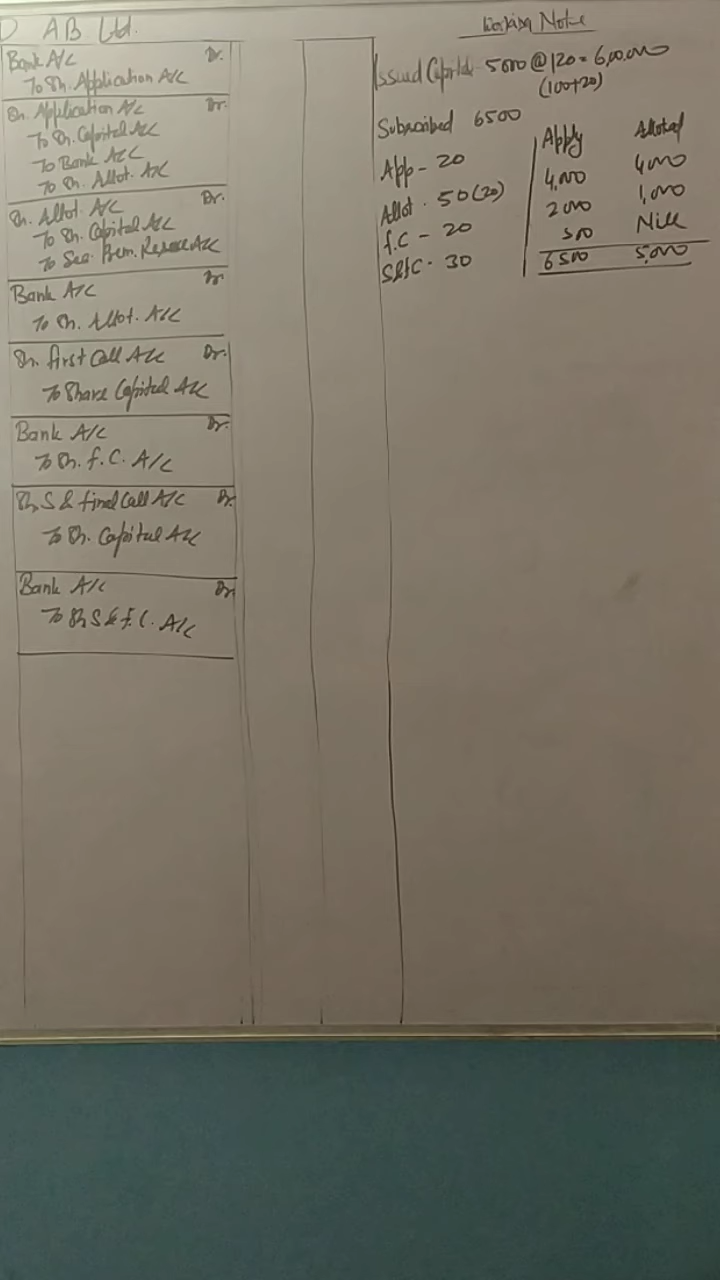 AB Ltd.
Bank A/c Dr.
To Sh. Application A/c
Sh. Application A/c Dr.
To Sh. Capital A/c
To Bank A/c
To Sh. Allot. A/c
Sh. Allot. A/c Dr.
To Sh. Capital A/c
To Sec. Prem. Reserve A/c
Bank A/c Dr.
To Sh. Allot. A/c
Sh. first Call A/c Dr.
To Share Capital A/c
Bank A/c Dr.
To Sh. f.C. A/c
Sh S & final Call A/c Dr.
To Sh. Capital A/c
Bank A/c Dr.
To Sh S & f.C. A/c
Working Note
Issued Capital = 5000 @ 120 = 6,00,000
(100+20)
Subscribed 6500
App - 20
Allot. 50 (20)
f.C - 20
S&fC - 30
Apply Allotted
4,000 4,000
2000 1,000
500 Nill
6500 5,000